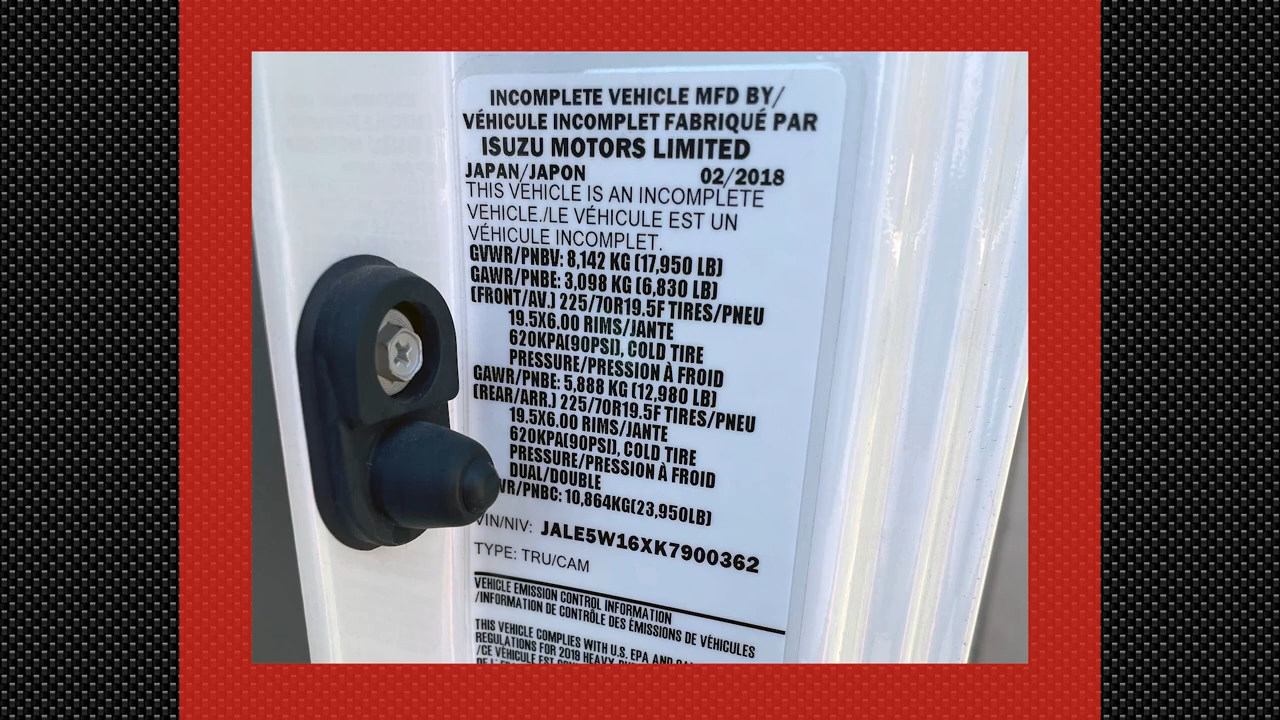 INCOMPLETE VEHICLE MFD BY/
VÉHICULE INCOMPLET FABRIQUÉ PAR
ISUZU MOTORS LIMITED
JAPAN/JAPON 02/2018
THIS VEHICLE IS AN INCOMPLETE
VEHICLE./LE VÉHICULE EST UN
VÉHICULE INCOMPLET.
GVWR/PNBV: 8,142 KG (17,950 LB)
GAWR/PNBE: 3,098 KG (6,830 LB)
(FRONT/AV.) 225/70R19.5F TIRES/PNEU
19.5X6.00 RIMS/JANTE
620KPA(90PSI), COLD TIRE
PRESSURE/PRESSION À FROID
GAWR/PNBE: 5,888 KG (12,980 LB)
(REAR/ARR.) 225/70R19.5F TIRES/PNEU
19.5X6.00 RIMS/JANTE
620KPA(90PSI), COLD TIRE
PRESSURE/PRESSION À FROID
DUAL/DOUBLE
WR/PNBC: 10,864KG(23,950LB)
VIN/NIV: JALE5W16XK7900362
TYPE: TRU/CAM
VEHICLE EMISSION CONTROL INFORMATION
/INFORMATION DE CONTRÔLE DES ÉMISSIONS DE VÉHICULES
THIS VEHICLE COMPLIES WITH U.S. EPA AND
REGULATIONS FOR 2019 HEAVY
/CE VÉHICULE EST